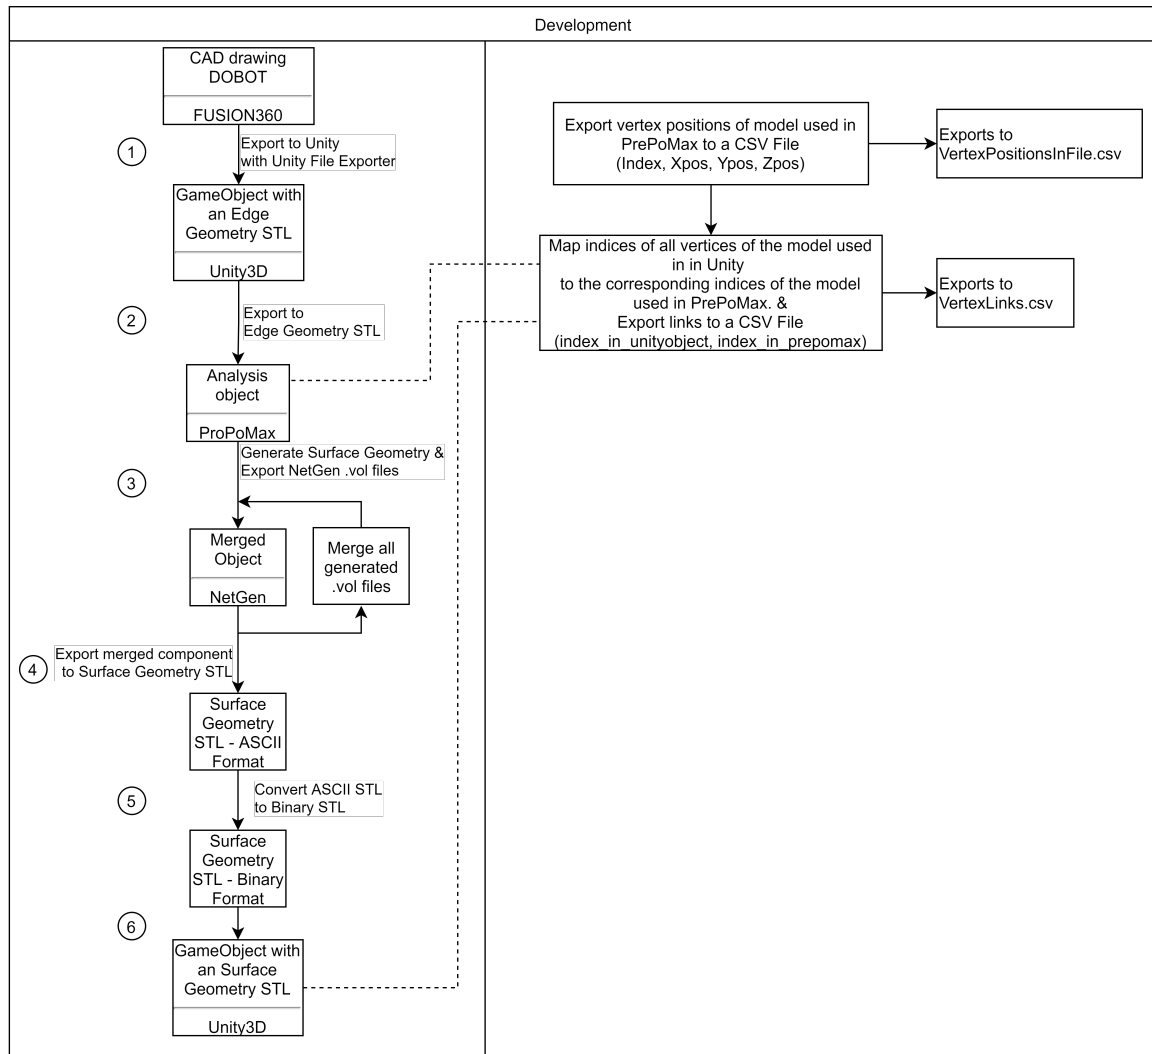 Development
CAD drawing
DOBOT
FUSION360
1
Export to Unity
with Unity File Exporter
GameObject with
an Edge
Geometry STL
Unity3D
2
Export to
Edge Geometry STL
Analysis
object
ProPoMax
3
Generate Surface Geometry &
Export NetGen .vol files
Merged
Object
NetGen
Merge all
generated
.vol files
4
Export merged component
to Surface Geometry STL
Surface
Geometry
STL - ASCII
Format
5
Convert ASCII STL
to Binary STL
Surface
Geometry
STL - Binary
Format
6
GameObject with
an Surface
Geometry STL
Unity3D
Export vertex positions of model used in
PrePoMax to a CSV File
(Index, Xpos, Ypos, Zpos)
Exports to
VertexPositionsInFile.csv
Map indices of all vertices of the model used
in in Unity
to the corresponding indices of the model
used in PrePoMax. &
Export links to a CSV File
(index_in_unityobject, index_in_prepomax)
Exports to
VertexLinks.csv